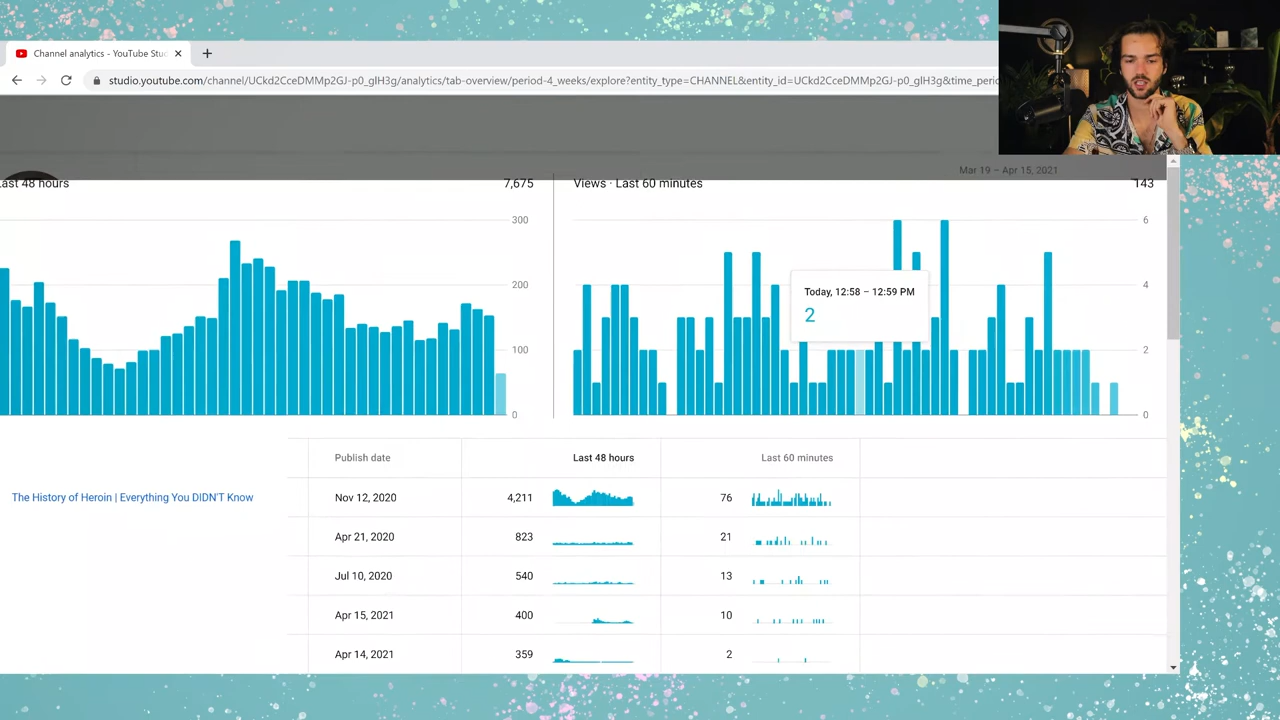 Channel analytics - YouTube Stu
studio.youtube.com/channel/UCkd2CceDMMp2GJ-p0_glH3g/analytics/tab-overview/period-4_weeks/explore?entity_type=CHANNEL&entity_id=UCkd2CceDMMp2GJ-p0_glH3g&time_perio
Mar 19 – Apr 15, 2021
ast 48 hours 7,675 Views · Last 60 minutes 143
300 6
Today, 12:58 – 12:59 PM
200 4
2
100 2
0 0
Publish date Last 48 hours Last 60 minutes
The History of Heroin | Everything You DIDN'T Know Nov 12, 2020 4,211 76
Apr 21, 2020 823 21
Jul 10, 2020 540 13
Apr 15, 2021 400 10
Apr 14, 2021 359 2